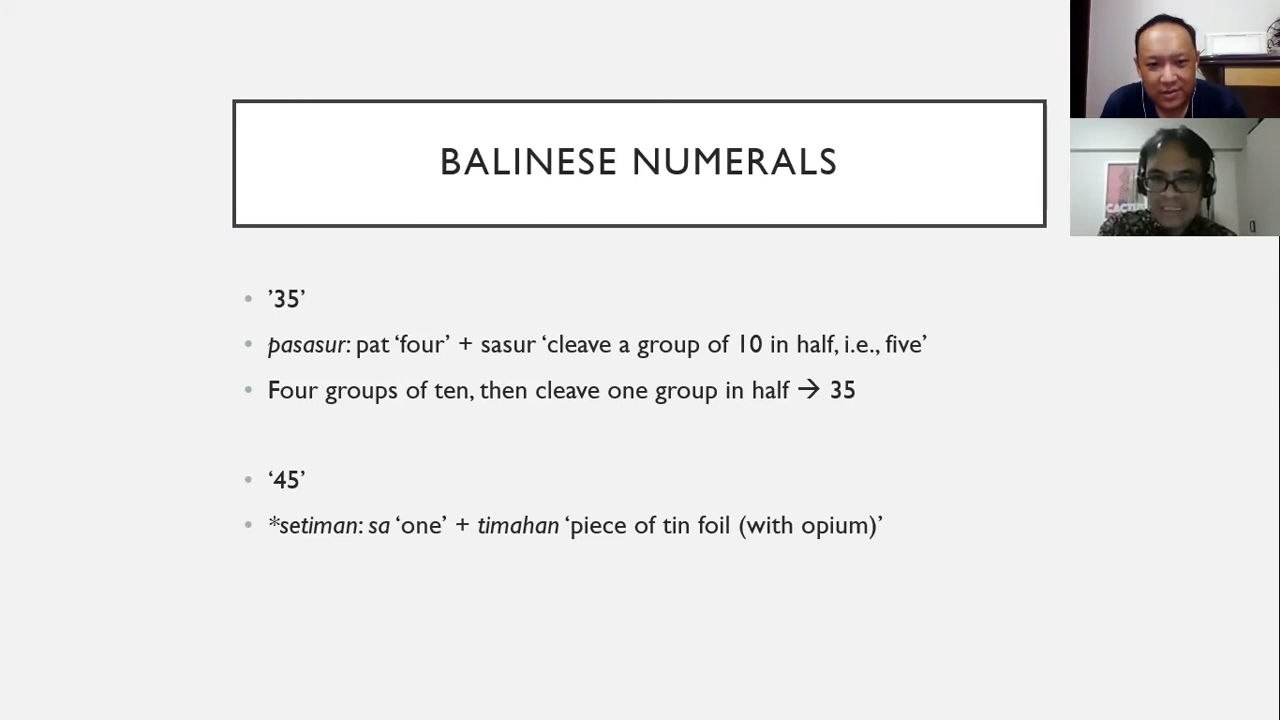 BALINESE NUMERALS
• ’35’
• pasasur: pat ‘four’ + sasur ‘cleave a group of 10 in half, i.e., five’
• Four groups of ten, then cleave one group in half → 35
• ‘45’
• *setiman: sa ‘one’ + timahan ‘piece of tin foil (with opium)’
CACTUS